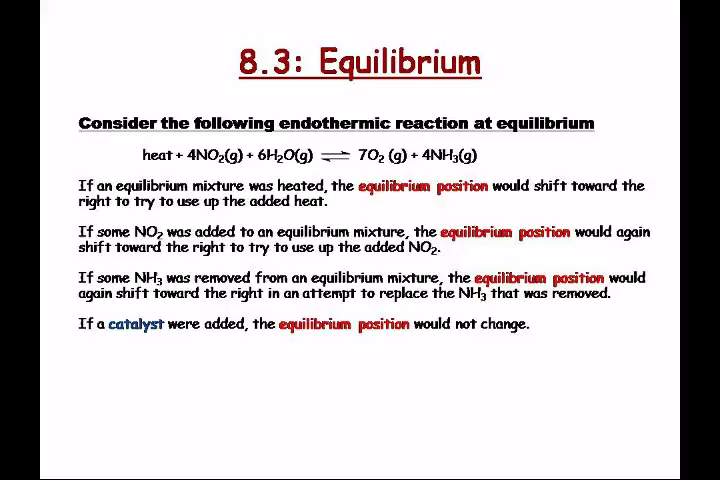 8.3: Equilibrium
Consider the following endothermic reaction at equilibrium
heat + 4NO₂(g) + 6H₂O(g) ⇌ 7O₂ (g) + 4NH₃(g)
If an equilibrium mixture was heated, the equilibrium position would shift toward the
right to try to use up the added heat.
If some NO₂ was added to an equilibrium mixture, the equilibrium position would again
shift toward the right to try to use up the added NO₂.
If some NH₃ was removed from an equilibrium mixture, the equilibrium position would
again shift toward the right in an attempt to replace the NH₃ that was removed.
If a catalyst were added, the equilibrium position would not change.